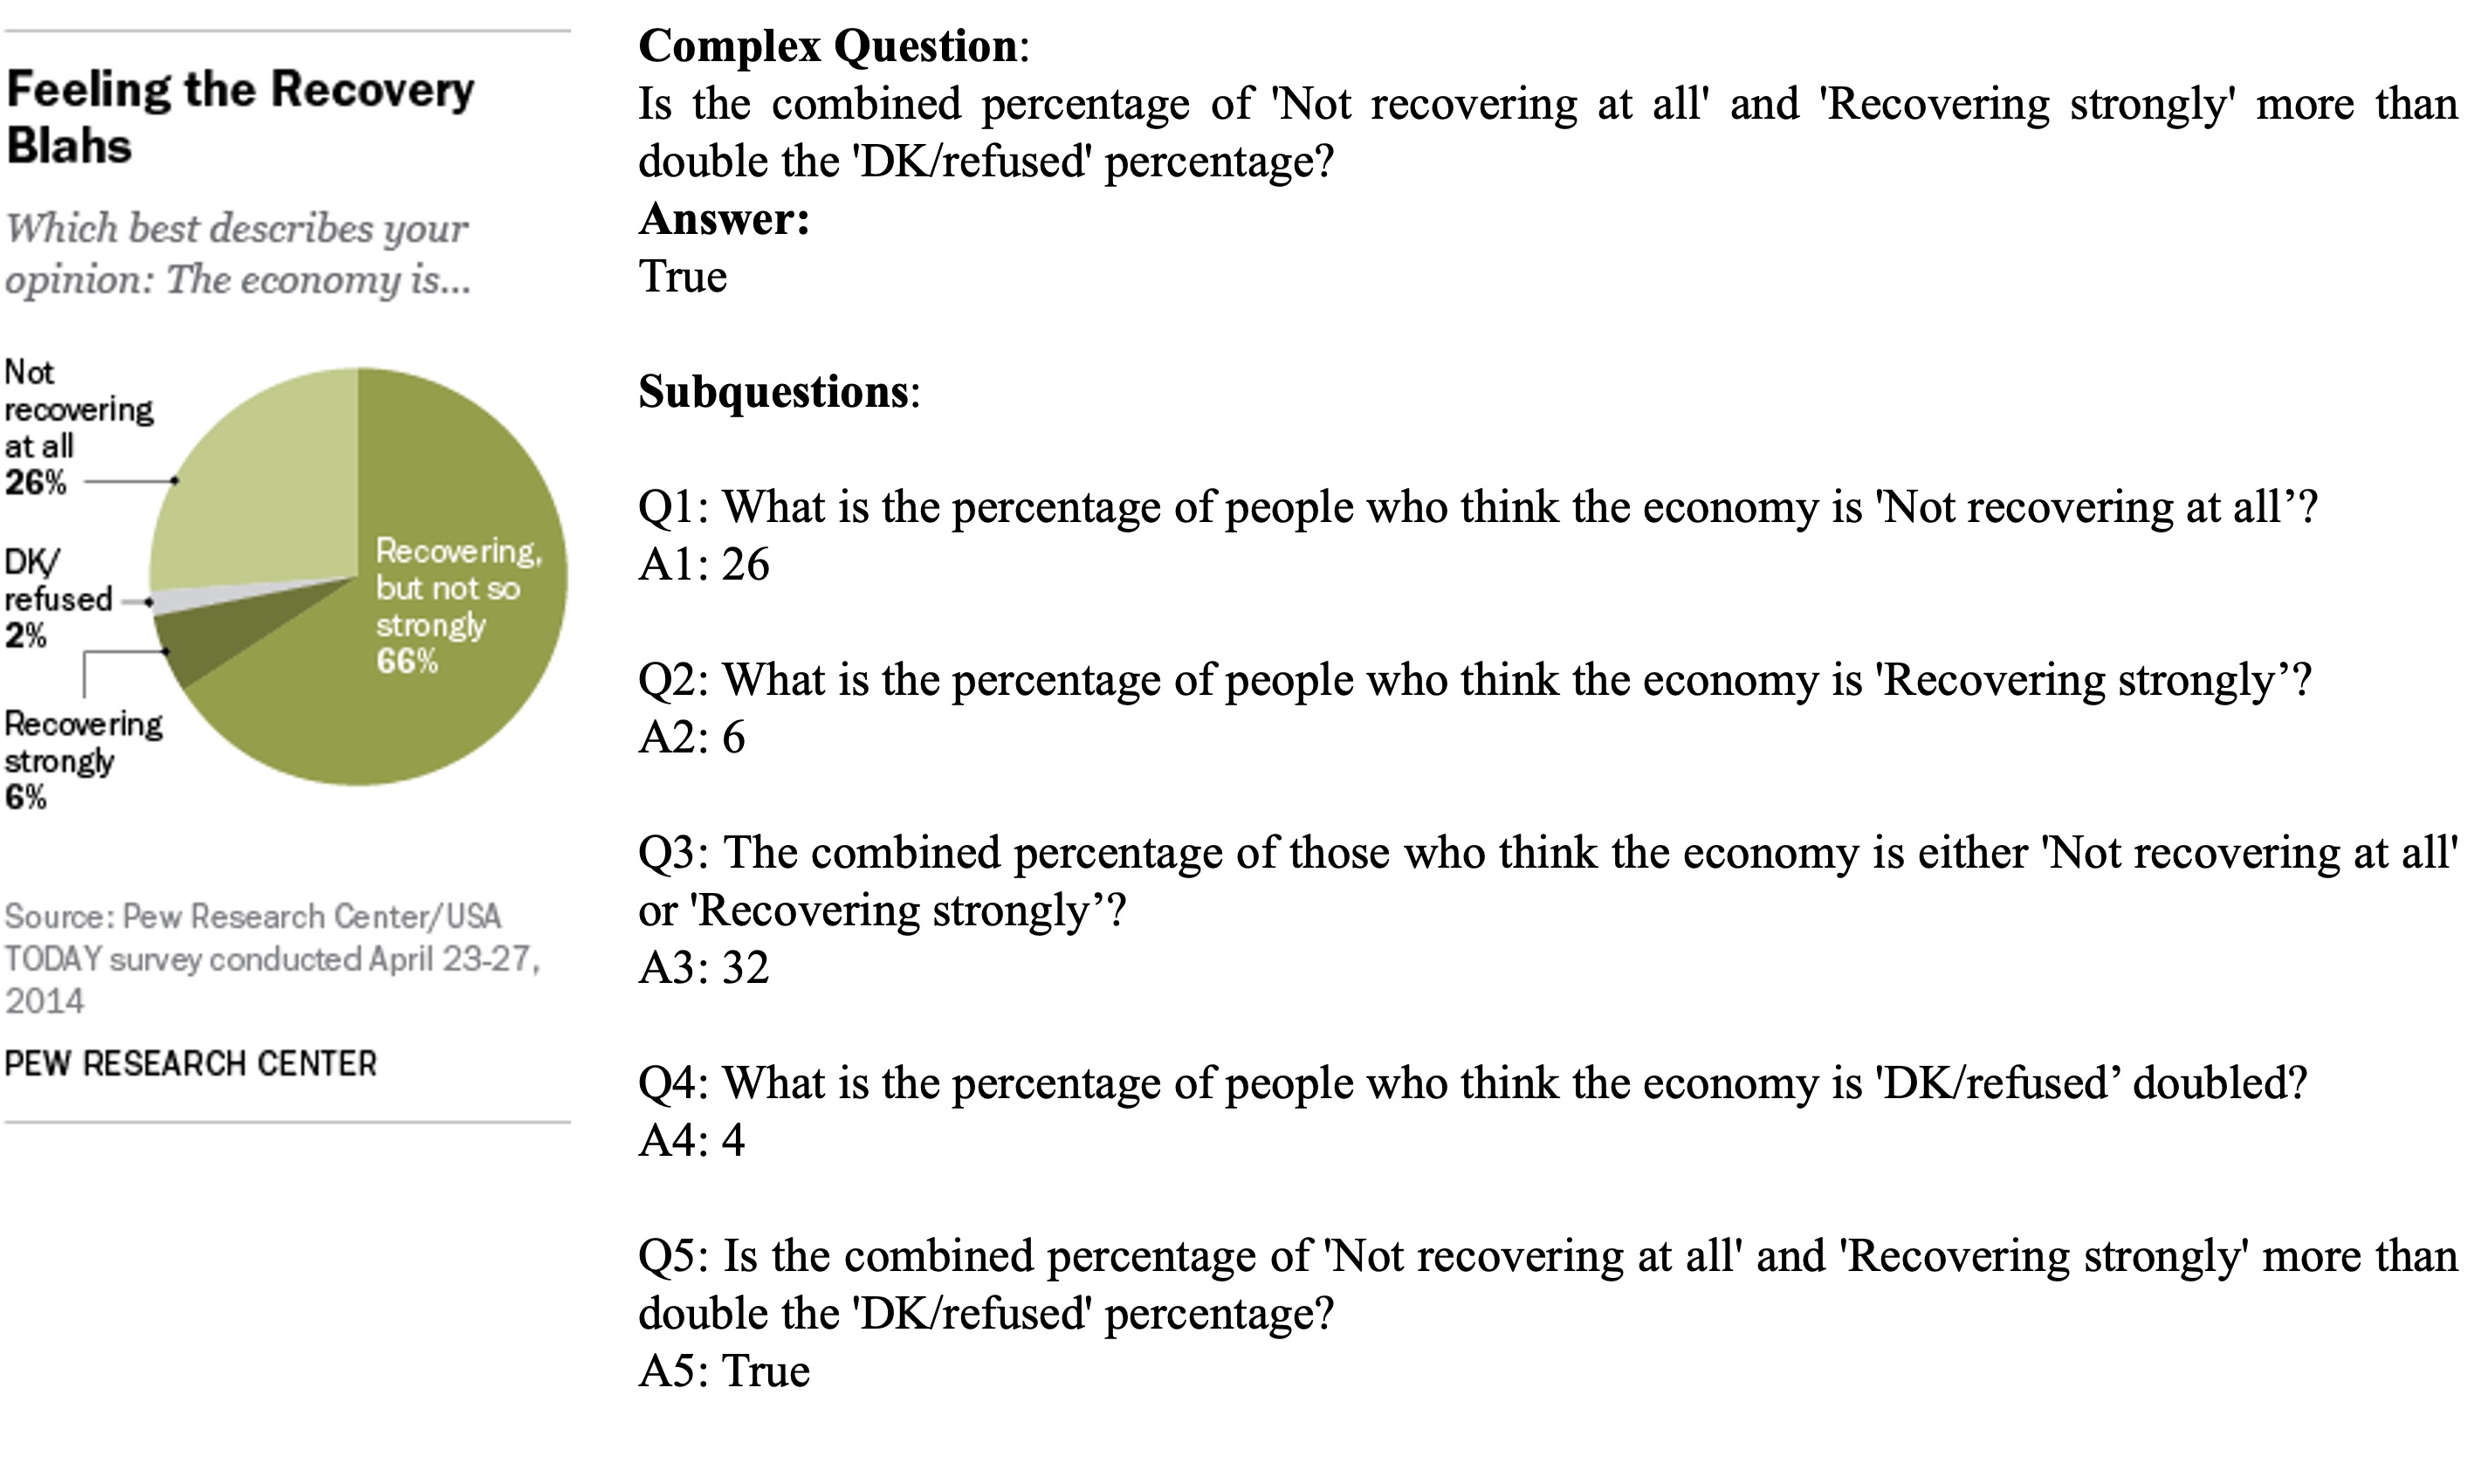 Feeling the Recovery
Blahs
Which best describes your
opinion: The economy is...
Not
recovering
at all
26%
DK/
refused
2%
Recovering
strongly
6%
Recovering,
but not so
strongly
66%
Source: Pew Research Center/USA
TODAY survey conducted April 23-27,
2014
PEW RESEARCH CENTER
Complex Question:
Is the combined percentage of 'Not recovering at all' and 'Recovering strongly' more than
double the 'DK/refused' percentage?
Answer:
True
Subquestions:
Q1: What is the percentage of people who think the economy is 'Not recovering at all’?
A1: 26
Q2: What is the percentage of people who think the economy is 'Recovering strongly’?
A2: 6
Q3: The combined percentage of those who think the economy is either 'Not recovering at all'
or 'Recovering strongly’?
A3: 32
Q4: What is the percentage of people who think the economy is 'DK/refused’ doubled?
A4: 4
Q5: Is the combined percentage of 'Not recovering at all' and 'Recovering strongly' more than
double the 'DK/refused' percentage?
A5: True